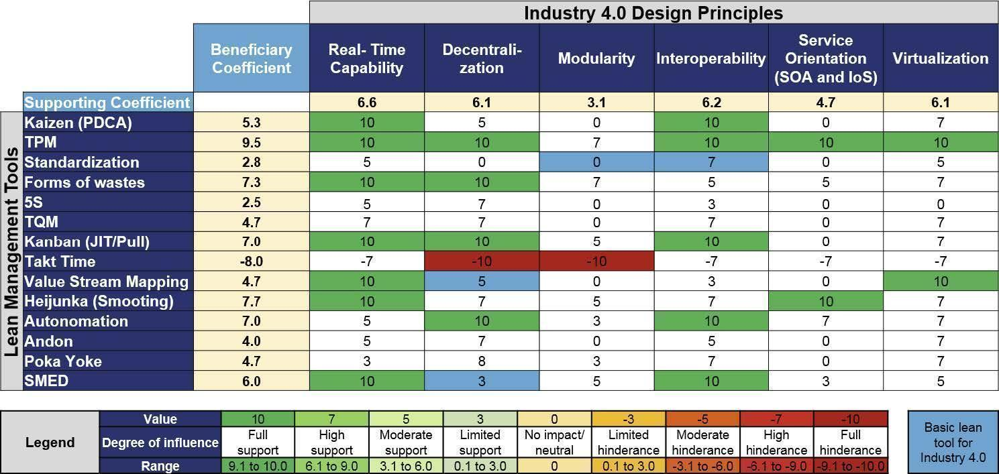 Industry 4.0 Design Principles
Beneficiary Coefficient Real- Time Capability Decentrali-zation Modularity Interoperability Service Orientation (SOA and IoS) Virtualization
Supporting Coefficient 6.6 6.1 3.1 6.2 4.7 6.1
Lean Management Tools
Kaizen (PDCA) 5.3 10 5 0 10 0 7
TPM 9.5 10 10 7 10 10 10
Standardization 2.8 5 0 0 7 0 5
Forms of wastes 7.3 10 10 7 5 5 7
5S 2.5 5 7 0 3 0 0
TQM 4.7 7 7 0 7 0 7
Kanban (JIT/Pull) 7.0 10 10 5 10 0 7
Takt Time -8.0 -7 -10 -10 -7 -7 -7
Value Stream Mapping 4.7 10 5 0 3 0 10
Heijunka (Smooting) 7.7 10 7 5 7 10 7
Autonomation 7.0 5 10 3 10 7 7
Andon 4.0 5 7 0 5 0 7
Poka Yoke 4.7 3 8 3 7 0 7
SMED 6.0 10 3 5 10 3 5
Legend
Value 10 7 5 3 0 -3 -5 -7 -10
Degree of influence Full support High support Moderate support Limited support No impact/ neutral Limited hinderance Moderate hinderance High hinderance Full hinderance
Range 9.1 to 10.0 6.1 to 9.0 3.1 to 6.0 0.1 to 3.0 0 0.1 to 3.0 -3.1 to -6.0 -6.1 to -9.0 -9.1 to -10.0
Basic lean
tool for
Industry 4.0